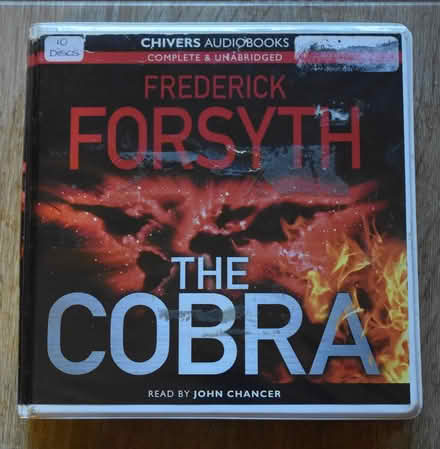 10
Discs
CHIVERS AUDIOBOOKS
COMPLETE & UNABRIDGED
FREDERICK
FORSYTH
THE
COBRA
READ BY JOHN CHANCER